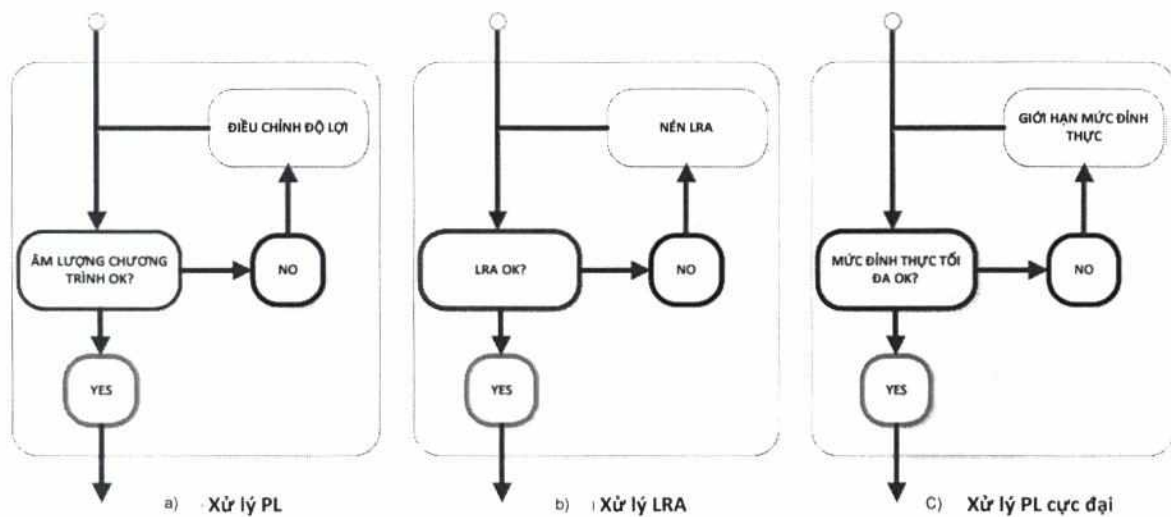 ĐIỀU CHỈNH ĐỘ LỢI
ÂM LƯỢNG CHƯƠNG
TRÌNH OK?
NO
YES
a) Xử lý PL
NÉN LRA
LRA OK?
NO
YES
b) Xử lý LRA
GIỚI HẠN MỨC ĐỈNH
THỰC
MỨC ĐỈNH THỰC TỐI
ĐA OK?
NO
YES
C) Xử lý PL cực đại